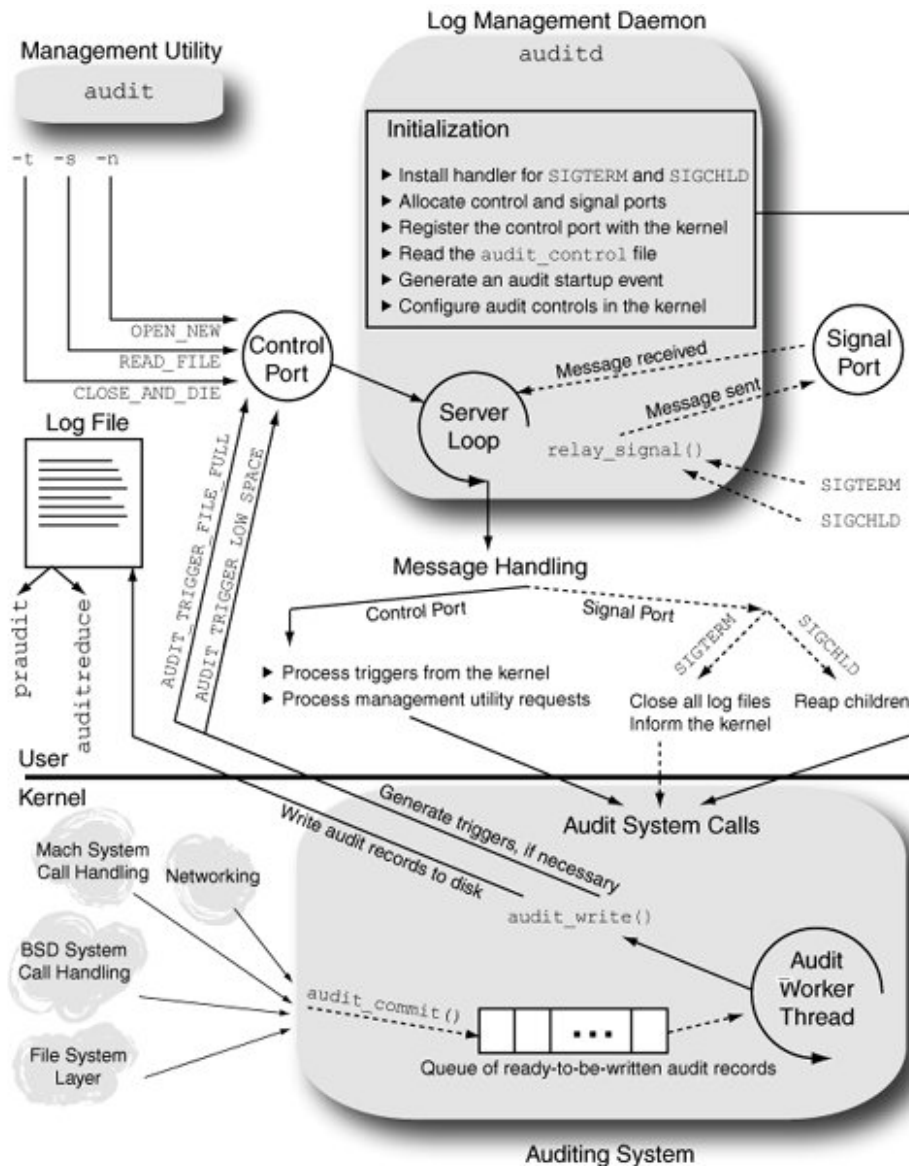 Log Management Daemon
auditd
Management Utility
audit
-t -s -n
Initialization
► Install handler for SIGTERM and SIGCHLD
► Allocate control and signal ports
► Register the control port with the kernel
► Read the audit_control file
► Generate an audit startup event
► Configure audit controls in the kernel
OPEN_NEW
READ_FILE
CLOSE_AND_DIE
Control
Port
Signal
Port
Message received
Message sent
Server
Loop
relay_signal()
SIGTERM
SIGCHLD
Log File
praudit
auditreduce
AUDIT_TRIGGER_FILE_FULL
AUDIT TRIGGER LOW SPACE
Message Handling
Control Port
Signal Port
► Process triggers from the kernel
► Process management utility requests
SIGTERM
SIGCHLD
Close all log files
Inform the kernel
Reap children
User
Kernel
Generate triggers, if necessary
Write audit records to disk
Audit System Calls
Mach System
Call Handling
Networking
BSD System
Call Handling
File System
Layer
audit_write()
audit_commit()
Audit
Worker
Thread
Queue of ready-to-be-written audit records
Auditing System